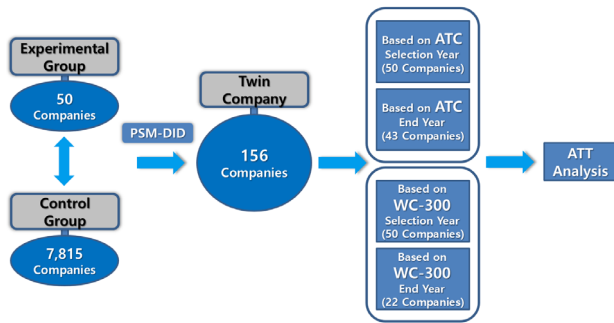 Experimental
Group
50
Companies
Control
Group
7,815
Companies
PSM-DID
Twin
Company
156
Companies
Based on ATC
Selection Year
(50 Companies)
Based on ATC
End Year
(43 Companies)
Based on
WC-300
Selection Year
(50 Companies)
Based on
WC-300
End Year
(22 Companies)
ATT
Analysis